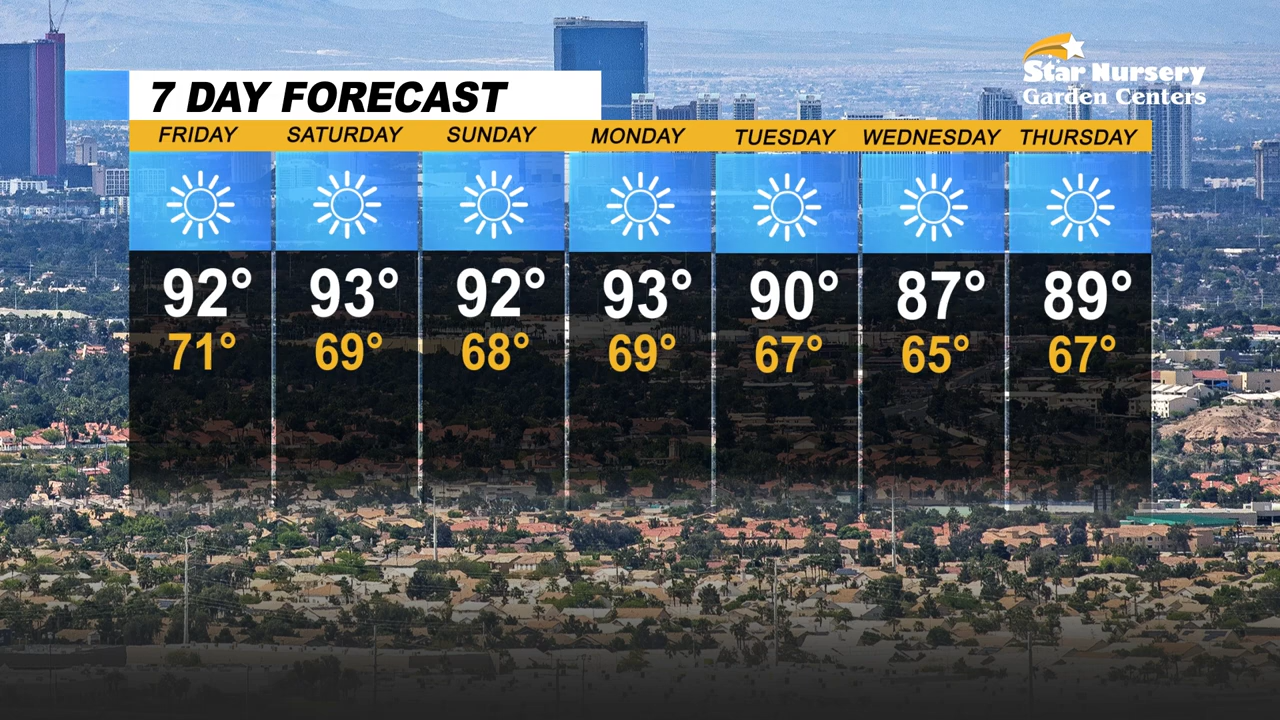 Star Nursery
Garden Centers
7 DAY FORECAST
FRIDAY SATURDAY SUNDAY MONDAY TUESDAY WEDNESDAY THURSDAY
92° 93° 92° 93° 90° 87° 89°
71° 69° 68° 69° 67° 65° 67°